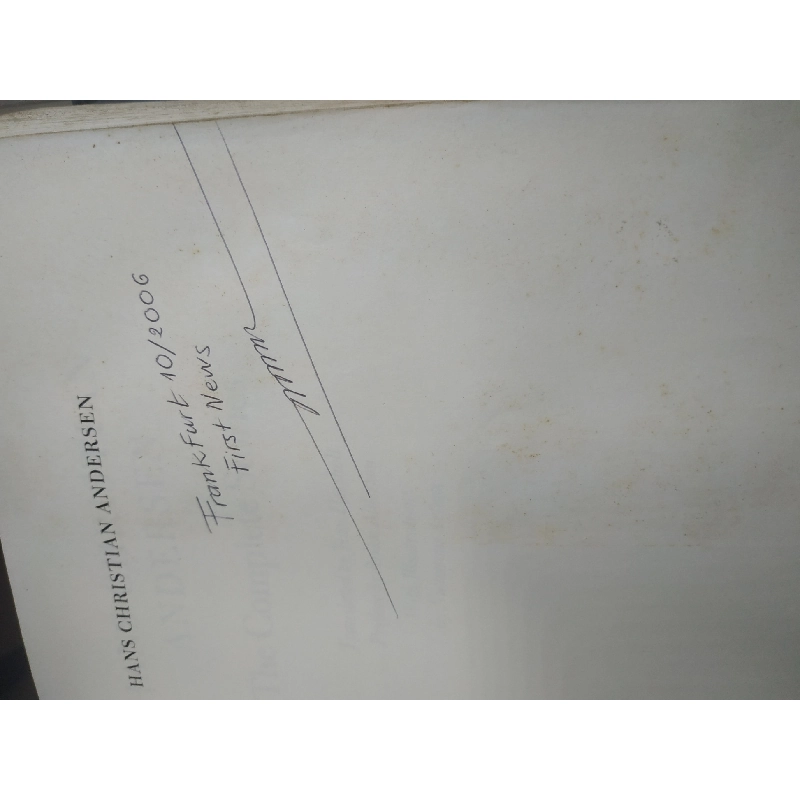 HANS CHRISTIAN ANDERSEN
Frankfurt 10/2006
First News